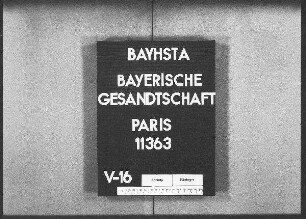 BAYHSTA
BAYERISCHE
GESANDTSCHAFT
PARIS
11363
V-16